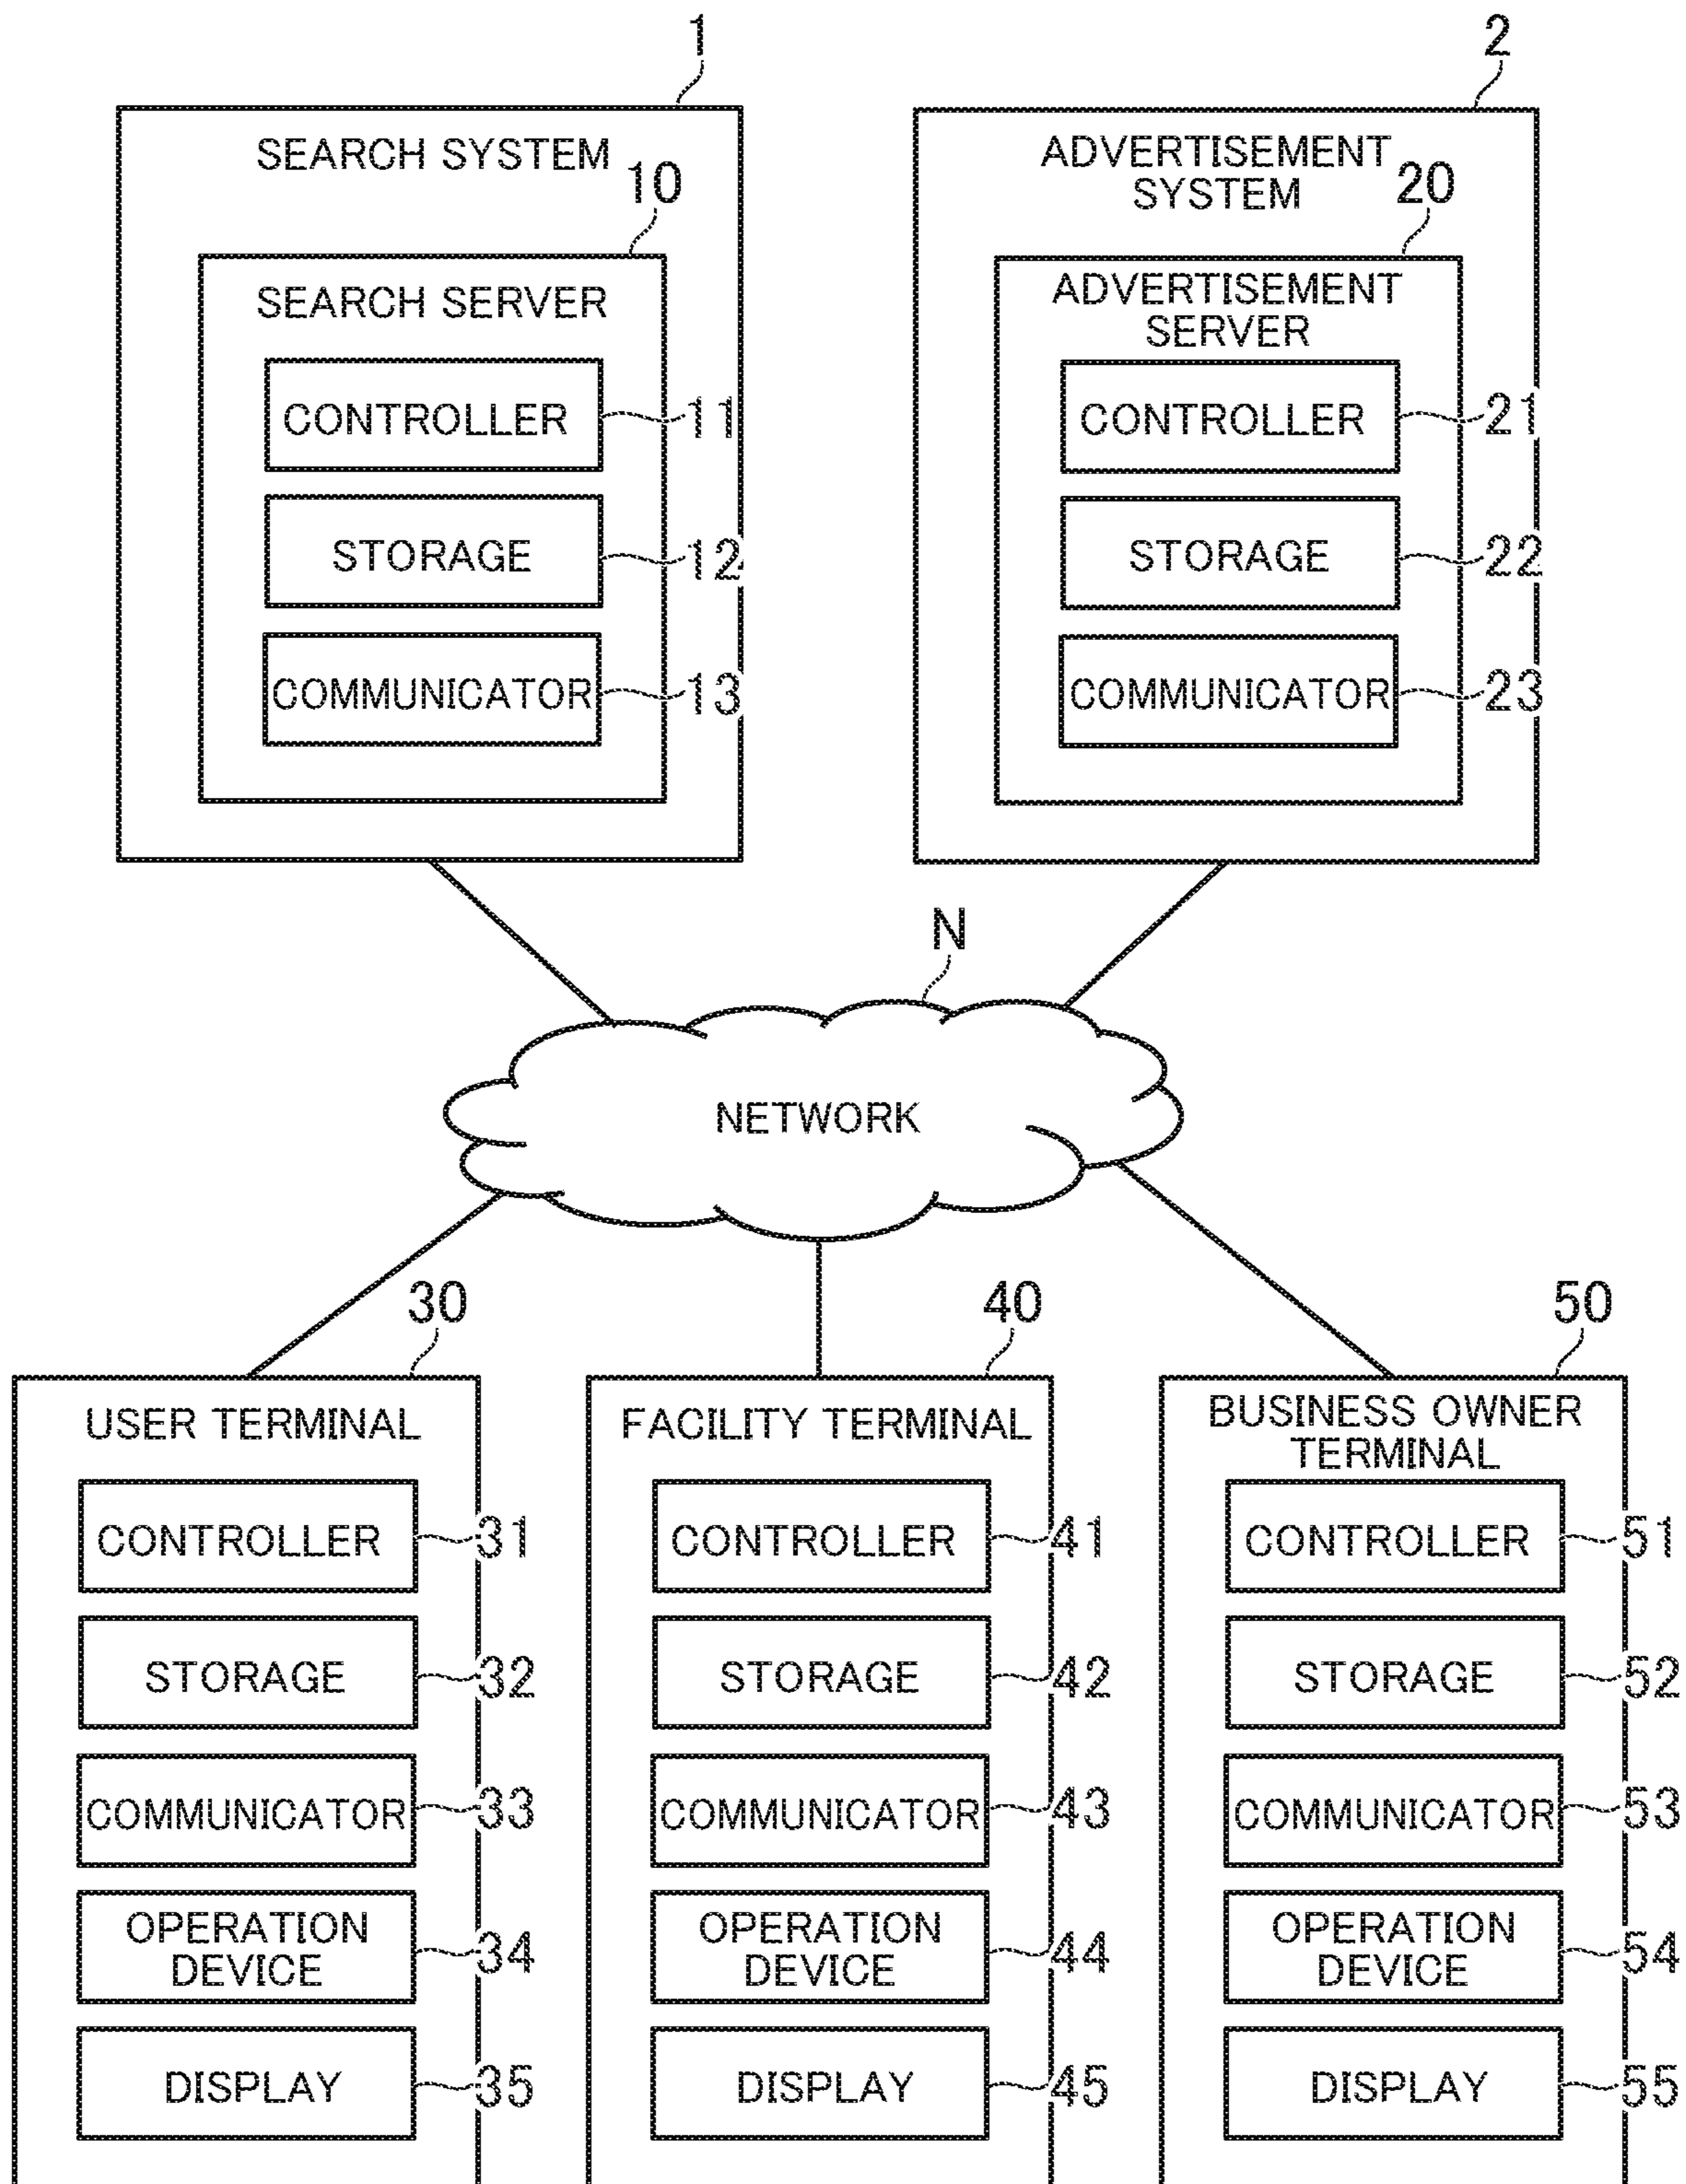 1
SEARCH SYSTEM
10
SEARCH SERVER
CONTROLLER
11
STORAGE
12
COMMUNICATOR
13
2
ADVERTISEMENT
SYSTEM
20
ADVERTISEMENT
SERVER
CONTROLLER
21
STORAGE
22
COMMUNICATOR
23
N
NETWORK
30
USER TERMINAL
CONTROLLER
31
STORAGE
32
COMMUNICATOR
33
OPERATION
DEVICE
34
DISPLAY
35
40
FACILITY TERMINAL
CONTROLLER
41
STORAGE
42
COMMUNICATOR
43
OPERATION
DEVICE
44
DISPLAY
45
50
BUSINESS OWNER
TERMINAL
CONTROLLER
51
STORAGE
52
COMMUNICATOR
53
OPERATION
DEVICE
54
DISPLAY
55